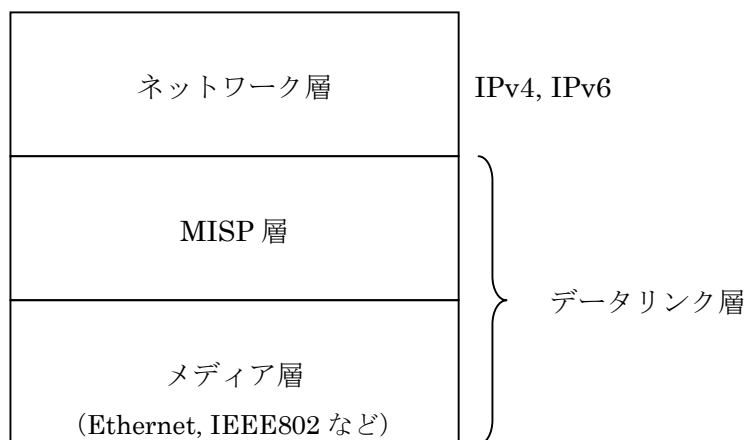 ネットワーク層
IPv4, IPv6
MISP 層
データリンク層
メディア層
（Ethernet, IEEE802 など）